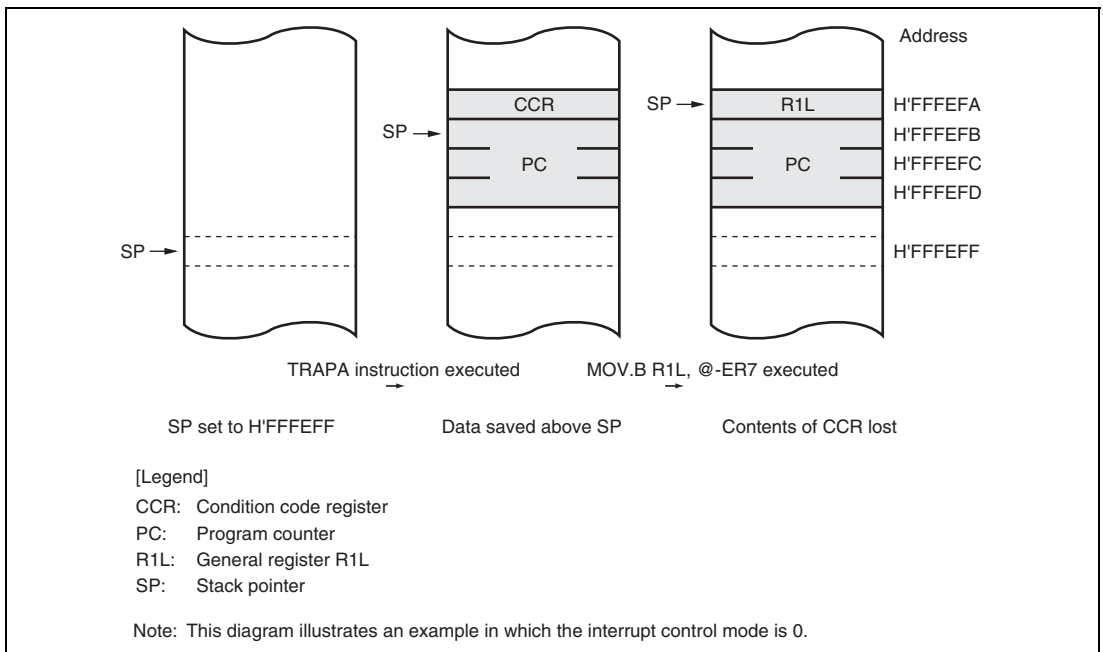 Address
CCR
SP
R1L
H'FFFEFA
SP
H'FFFEFB
PC
PC
H'FFFEFC
H'FFFEFD
SP
H'FFFEFF
TRAPA instruction executed
MOV.B R1L, @-ER7 executed
SP set to H'FFFEFF
Data saved above SP
Contents of CCR lost
[Legend]
CCR: Condition code register
PC: Program counter
R1L: General register R1L
SP: Stack pointer
Note: This diagram illustrates an example in which the interrupt control mode is 0.